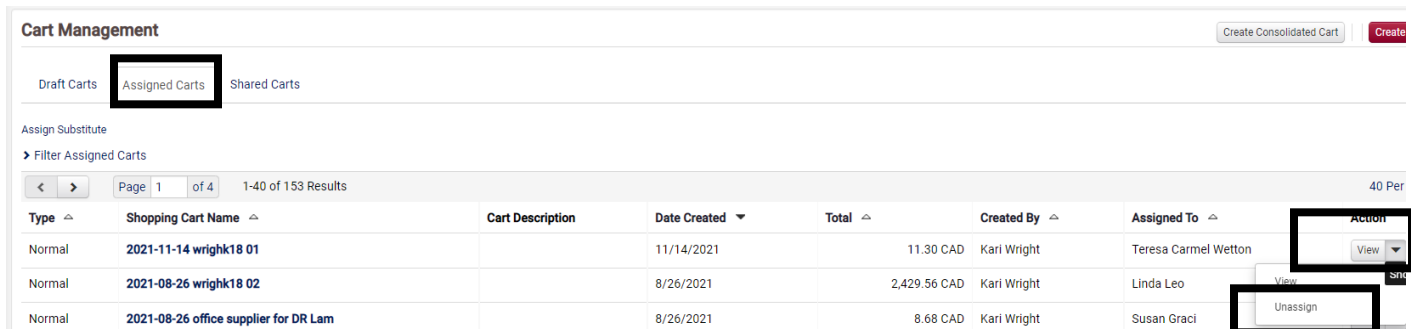 Cart Management
Create Consolidated Cart
Create
Draft Carts Assigned Carts Shared Carts
Assign Substitute
Filter Assigned Carts
Page 1 of 4 1-40 of 153 Results 40 Per
Type Shopping Cart Name Cart Description Date Created Total Created By Assigned To Action
Normal 2021-11-14 wrighk18 01 11/14/2021 11.30 CAD Kari Wright Teresa Carmel Wetton View
Normal 2021-08-26 wrighk18 02 8/26/2021 2,429.56 CAD Kari Wright Linda Leo View
Unassign
Normal 2021-08-26 office supplier for DR Lam 8/26/2021 8.68 CAD Kari Wright Susan Graci